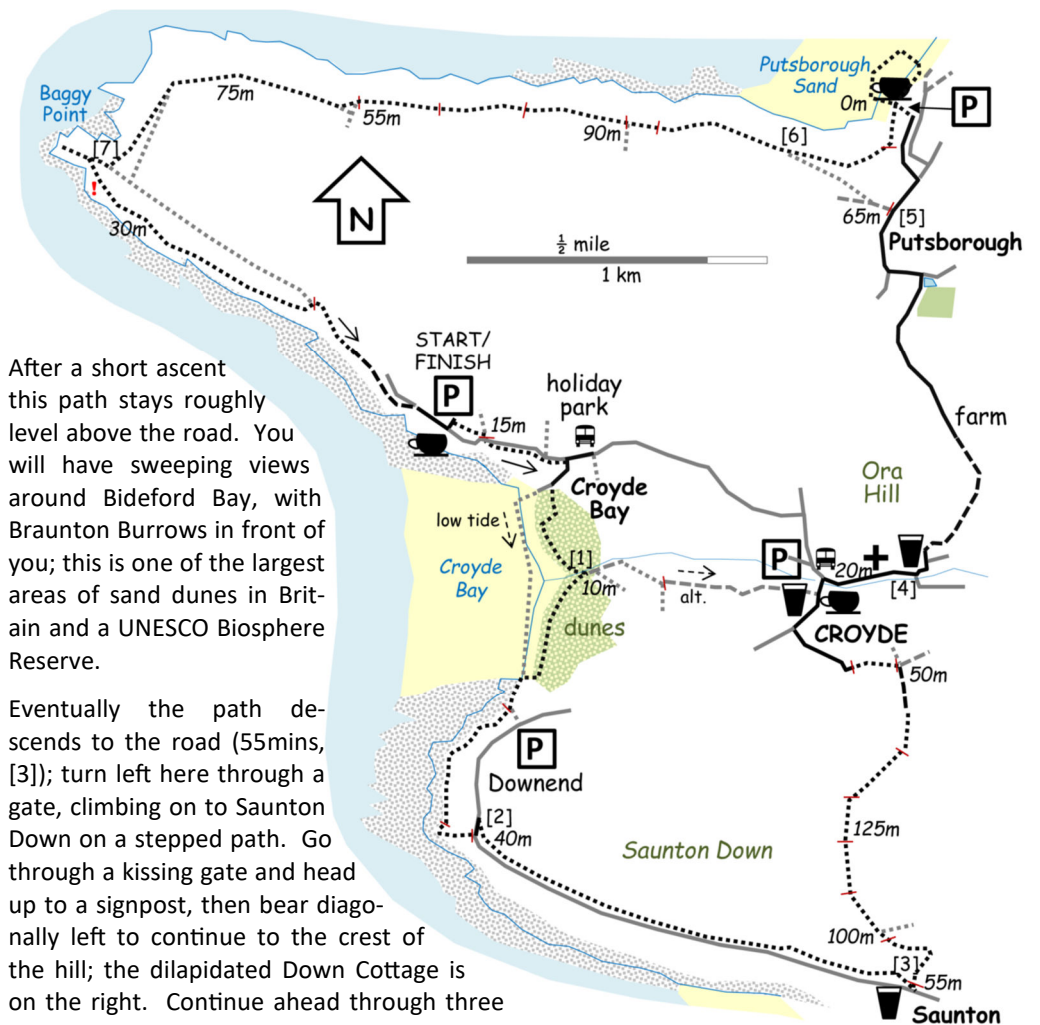 Putsborough
Sand
Baggy
Point
75m
0m
P
55m
90m
[6]
[7]
!
N
65m
[5]
30m
Putsborough
½ mile
1 km
START/
FINISH
P
holiday
park
15m
farm
Croyde
Bay
Ora
Hill
low tide
[1]
P
Croyde
Bay
10m
20m
[4]
alt.
dunes
CROYDE
50m
P
Downend
[2]
40m
125m
Saunton Down
100m
[3]
55m
Saunton
After a short ascent
this path stays roughly
level above the road. You
will have sweeping views
around Bideford Bay, with
Braunton Burrows in front of
you; this is one of the largest
areas of sand dunes in Brit-
ain and a UNESCO Biosphere
Reserve.
Eventually the path de-
scends to the road (55mins,
[3]); turn left here through a
gate, climbing on to Saunton
Down on a stepped path. Go
through a kissing gate and head
up to a signpost, then bear diago-
nally left to continue to the crest of
the hill; the dilapidated Down Cottage is
on the right. Continue ahead through three